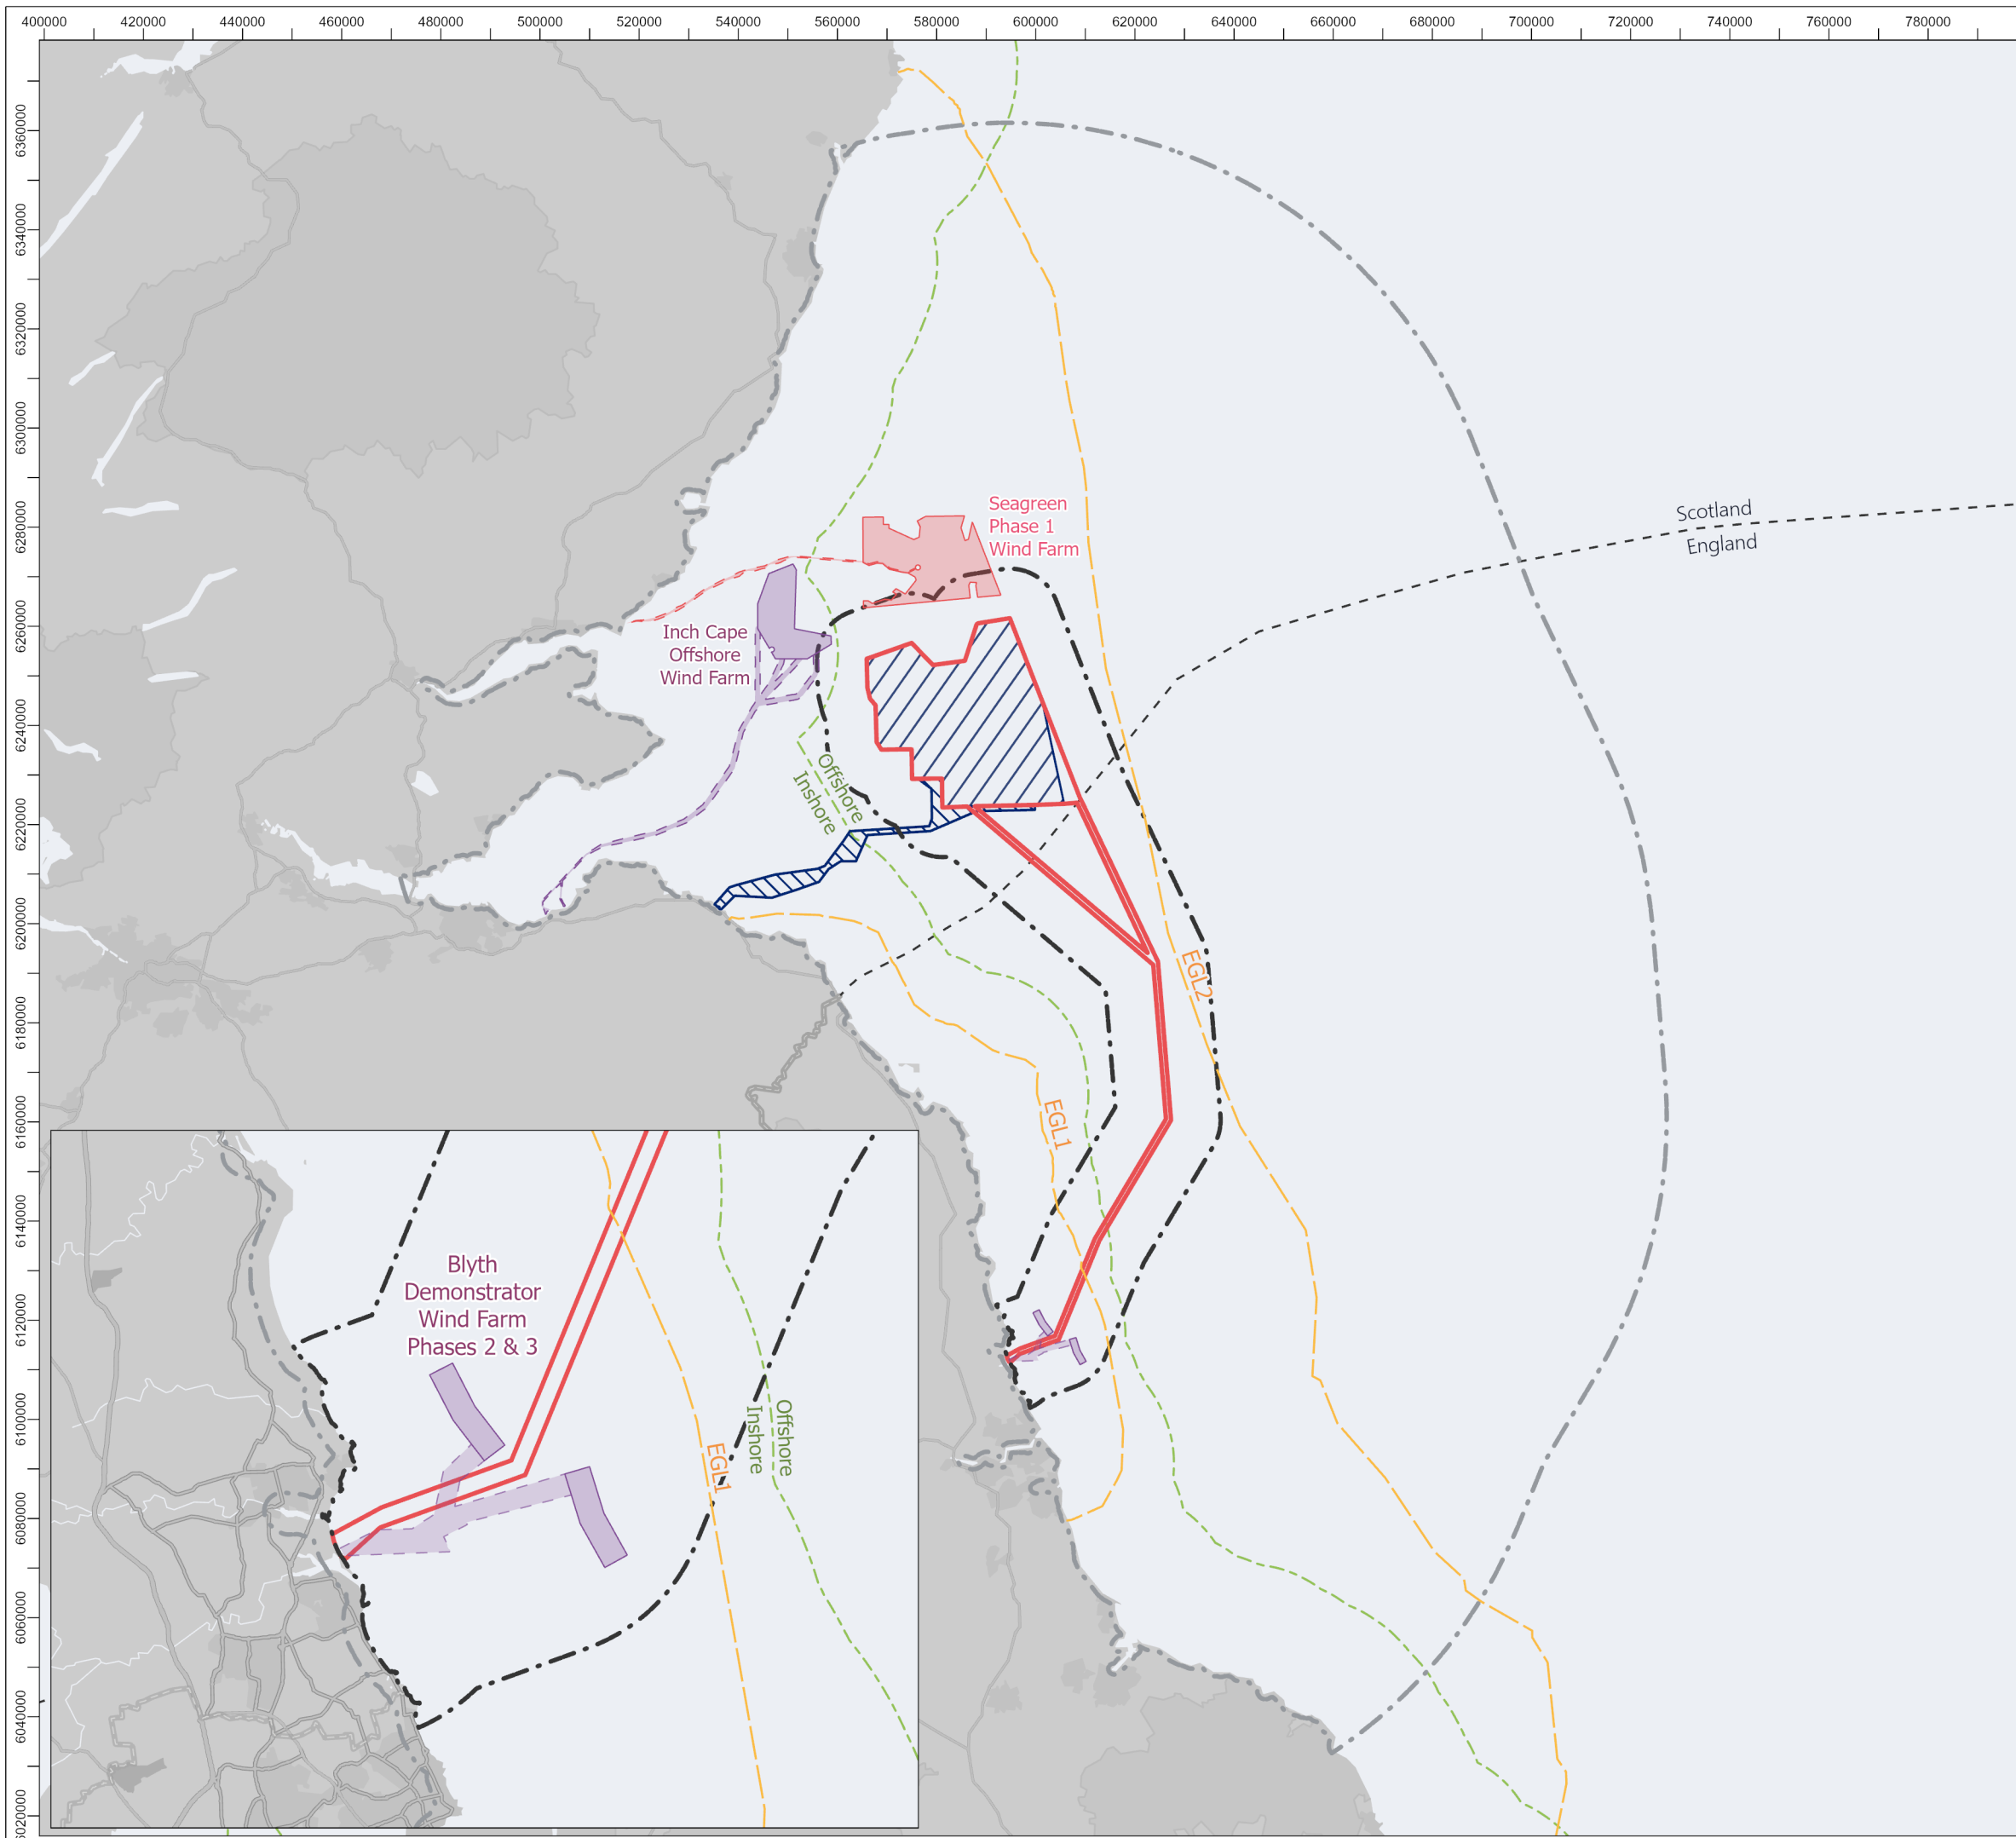 400000 420000 440000 460000 480000 500000 520000 540000 560000 580000 600000 620000 640000 660000 680000 700000 720000 740000 760000 780000
6360000
6340000
6320000
6300000
6280000
6260000
6240000
6220000
6200000
6180000
6160000
6140000
6120000
6100000
6080000
6060000
6040000
6020000
Seagreen
Phase 1
Wind Farm
Scotland
England
Inch Cape
Offshore
Wind Farm
Offshore
Inshore
EGL2
EGL1
Blyth
Demonstrator
Wind Farm
Phases 2 & 3
Offshore
Inshore
EGL1